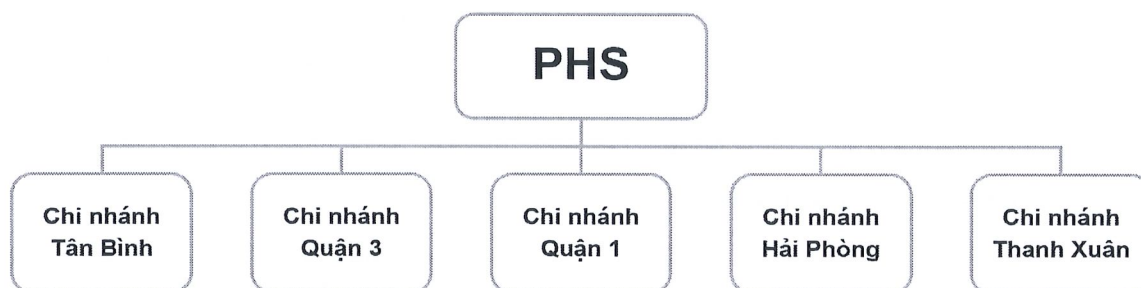 PHS
Chi nhánh
Tân Bình
Chi nhánh
Quận 3
Chi nhánh
Quận 1
Chi nhánh
Hải Phòng
Chi nhánh
Thanh Xuân